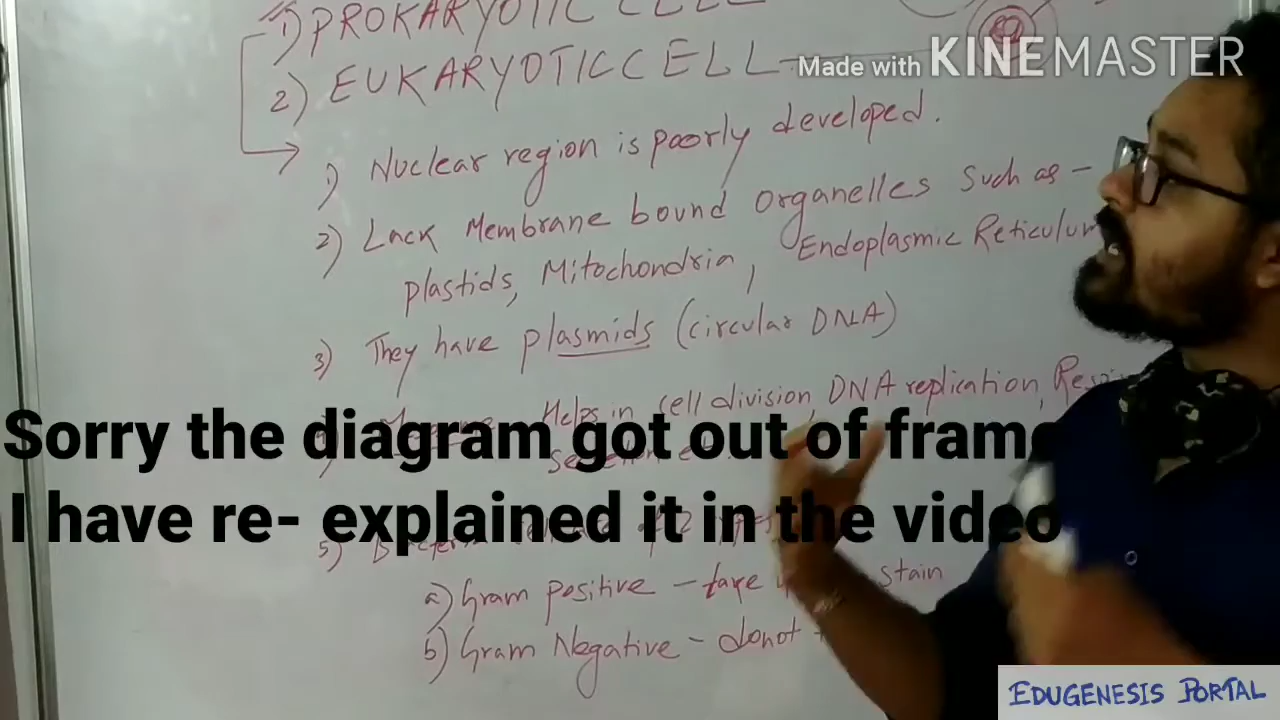 1) PROKARYOTIC CELL
2) EUKARYOTIC CELL
Made with KINEMASTER
1) Nuclear region is poorly developed.
2) Lack Membrane bound organelles such as -
plastids, Mitochondria, Endoplasmic Reticulum
3) They have plasmids (circular DNA)
Helps in cell division, DNA replication,
Sorry the diagram got out of frame
I have re- explained it in the video
5)
a) Gram positive - take stain
b) Gram Negative - donot
EDUGENESIS PORTAL